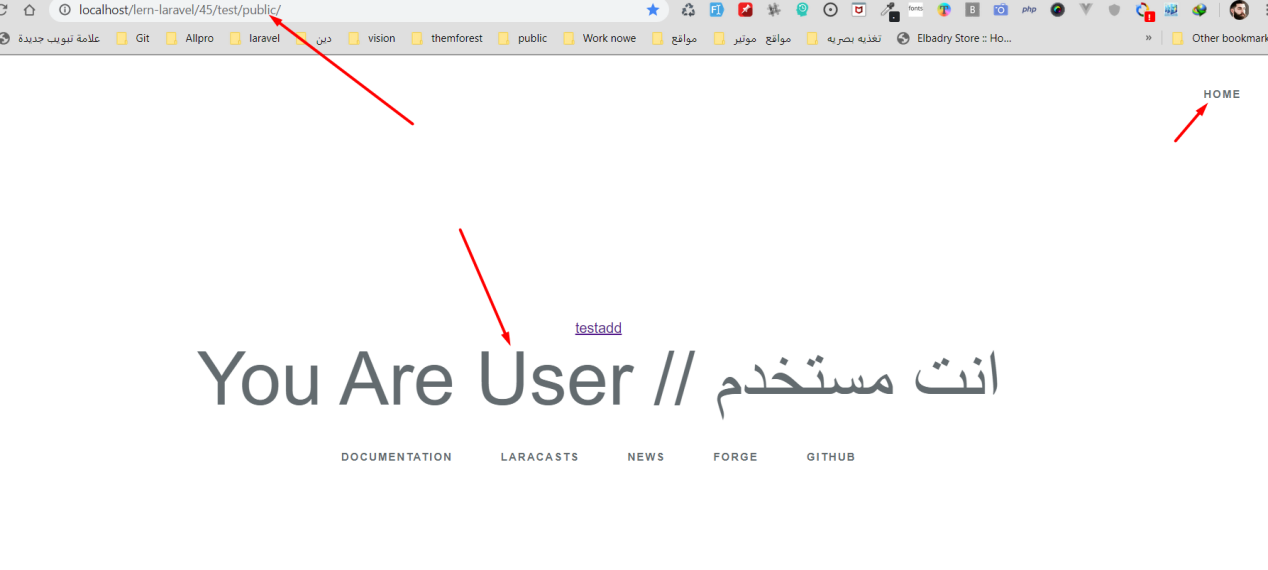 localhost/lern-laravel/45/test/public/
علامة تبويب جديدة Git Allpro laravel دين vision themforest public Work nowe مواقع مواقع موتير تغذيه بصريه Elbadry Store :: Ho... » Other bookmark
HOME
testadd
You Are User // انت مستخدم
DOCUMENTATION LARACASTS NEWS FORGE GITHUB